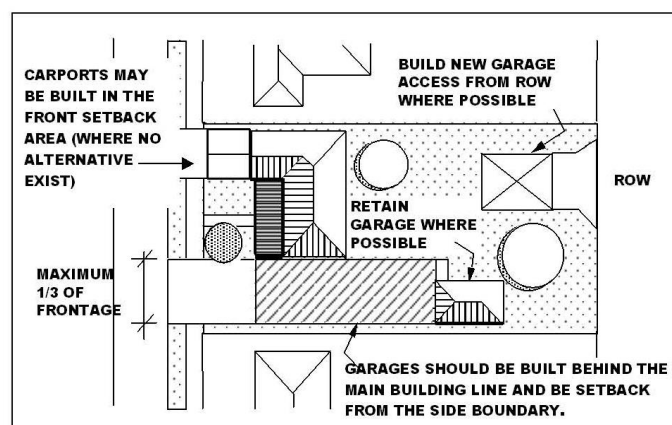 CARPORTS MAY
BE BUILT IN THE
FRONT SETBACK
AREA (WHERE NO
ALTERNATIVE
EXIST)
BUILD NEW GARAGE
ACCESS FROM ROW
WHERE POSSIBLE
ROW
RETAIN
GARAGE WHERE
POSSIBLE
MAXIMUM
1/3 OF
FRONTAGE
GARAGES SHOULD BE BUILT BEHIND THE
MAIN BUILDING LINE AND BE SETBACK
FROM THE SIDE BOUNDARY.